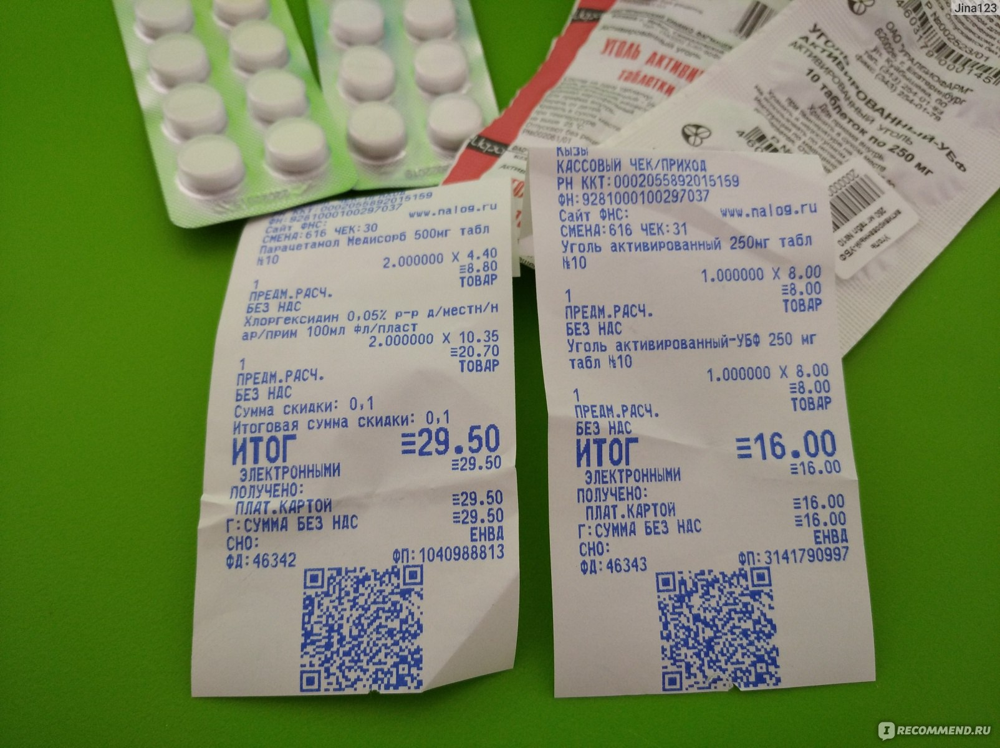 Jina123
УГОЛЬ АКТИВИ
таблетки
УГОЛЬ
АКТИВИРОВАННЫЙ-УБФ
АКТИВИРОВАННЫЙ УГОЛЬ
10 таблеток по 250 мг
ОАО "УРАЛБИОФАРМ"
КАССОВЫЙ ЧЕК/ПРИХОД
РН ККТ:0002055892015159
ФН:9281000100297037
Сайт ФНС: www.nalog.ru
СМЕНА:616 ЧЕК:31
Уголь активированный 250мг табл
№10
1.000000 X 8.00
≡8.00
1 ТОВАР
ПРЕДМ.РАСЧ.
БЕЗ НДС
Уголь активированный-УБФ 250 мг
табл №10
1.000000 X 8.00
≡8.00
1 ТОВАР
ПРЕДМ.РАСЧ.
БЕЗ НДС
ИТОГ ≡16.00
ЭЛЕКТРОННЫМИ ≡16.00
ПОЛУЧЕНО:
ПЛАТ.КАРТОЙ ≡16.00
Г:СУММА БЕЗ НДС ≡16.00
СНО: ЕНВД
ФД:46343 ФП:3141790997
ККТ:0002055892015159
ФН:9281000100297037
Сайт ФНС: www.nalog.ru
СМЕНА:616 ЧЕК:30
Парацетамол Медисорб 500мг табл
№10
2.000000 X 4.40
≡8.80
1 ТОВАР
ПРЕДМ.РАСЧ.
БЕЗ НДС
Хлоргексидин 0,05% р-р д/местн/н
ар/прим 100мл Фл/пласт
2.000000 X 10.35
≡20.70
1 ТОВАР
ПРЕДМ.РАСЧ.
БЕЗ НДС
Сумма скидки: 0,1
Итоговая сумма скидки: 0,1
ИТОГ ≡29.50
ЭЛЕКТРОННЫМИ ≡29.50
ПОЛУЧЕНО:
ПЛАТ.КАРТОЙ ≡29.50
Г:СУММА БЕЗ НДС ≡29.50
СНО: ЕНВД
ФД:46342 ФП:1040988813
IRECOMMEND.RU